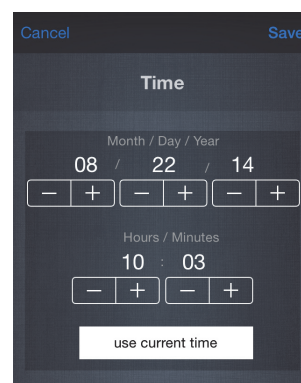 Cancel Save
Time
Month / Day / Year
08 / 22 / 14
− + − + − +
Hours / Minutes
10 : 03
− + − +
use current time